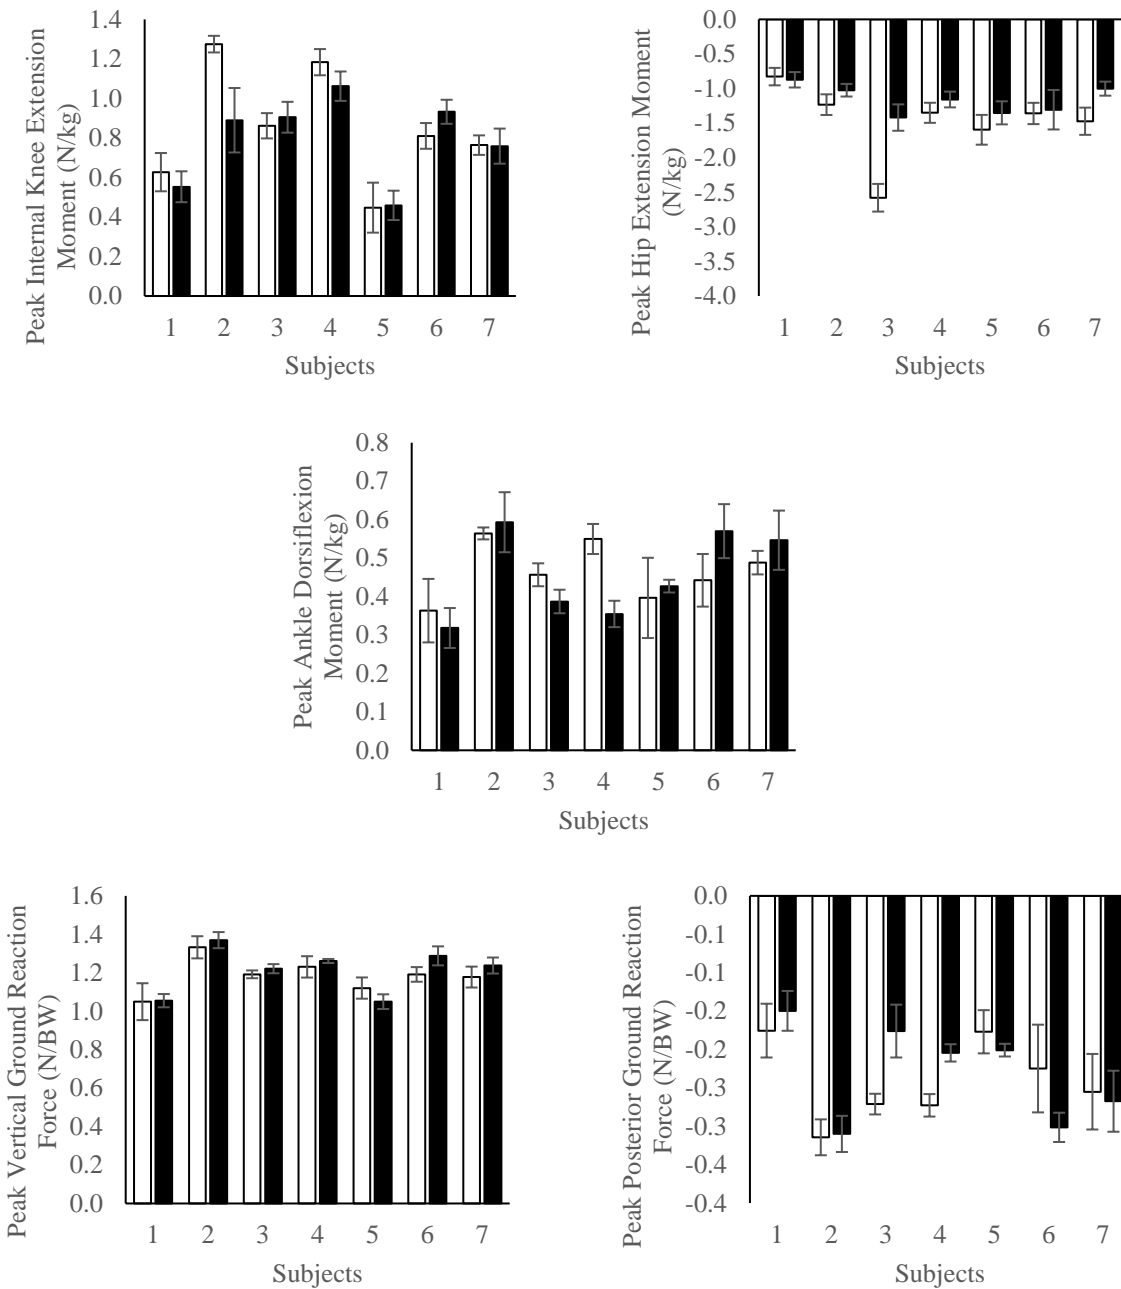 Peak Internal Knee Extension
Moment (N/kg)
1.4
1.2
1.0
0.8
0.6
0.4
0.2
0.0
1 2 3 4 5 6 7
Subjects
Peak Hip Extension Moment
(N/kg)
0.0
-0.5
-1.0
-1.5
-2.0
-2.5
-3.0
-3.5
-4.0
1 2 3 4 5 6 7
Subjects
Peak Ankle Dorsiflexion
Moment (N/kg)
0.8
0.7
0.6
0.5
0.4
0.3
0.2
0.1
0.0
1 2 3 4 5 6 7
Subjects
Peak Vertical Ground Reaction
Force (N/BW)
1.6
1.4
1.2
1.0
0.8
0.6
0.4
0.2
0.0
1 2 3 4 5 6 7
Subjects
Peak Posterior Ground Reaction
Force (N/BW)
0.0
-0.1
-0.1
-0.2
-0.2
-0.3
-0.3
-0.4
-0.4
1 2 3 4 5 6 7
Subjects